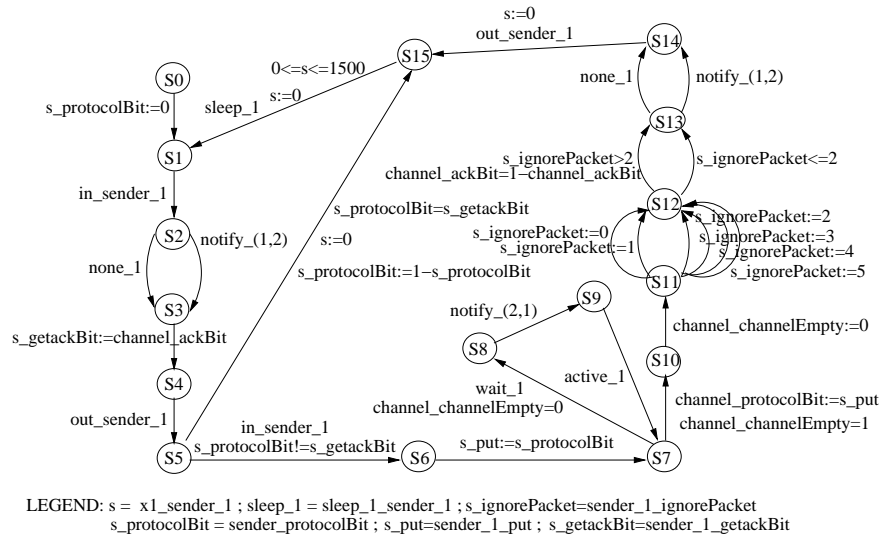 s:=0
out_sender_1
S14
S15
0<=s<=1500
S0
none_1
notify_(1,2)
s_protocolBit:=0
sleep_1
s:=0
S13
S1
s_ignorePacket>2
s_ignorePacket<=2
channel_ackBit=1−channel_ackBit
in_sender_1
S12
s_protocolBit=s_getackBit
S2
s_ignorePacket:=0
s_ignorePacket:=2
notify_(1,2)
s:=0
s_ignorePacket:=1
s_ignorePacket:=3
none_1
s_ignorePacket:=4
s_protocolBit:=1−s_protocolBit
s_ignorePacket:=5
S11
S9
S3
notify_(2,1)
channel_channelEmpty:=0
s_getackBit:=channel_ackBit
S8
S10
active_1
S4
wait_1
channel_protocolBit:=s_put
channel_channelEmpty=0
channel_channelEmpty=1
out_sender_1
in_sender_1
s_protocolBit!=s_getackBit
s_put:=s_protocolBit
S5
S6
S7
LEGEND: s = x1_sender_1 ; sleep_1 = sleep_1_sender_1 ; s_ignorePacket=sender_1_ignorePacket
s_protocolBit = sender_protocolBit ; s_put=sender_1_put ; s_getackBit=sender_1_getackBit